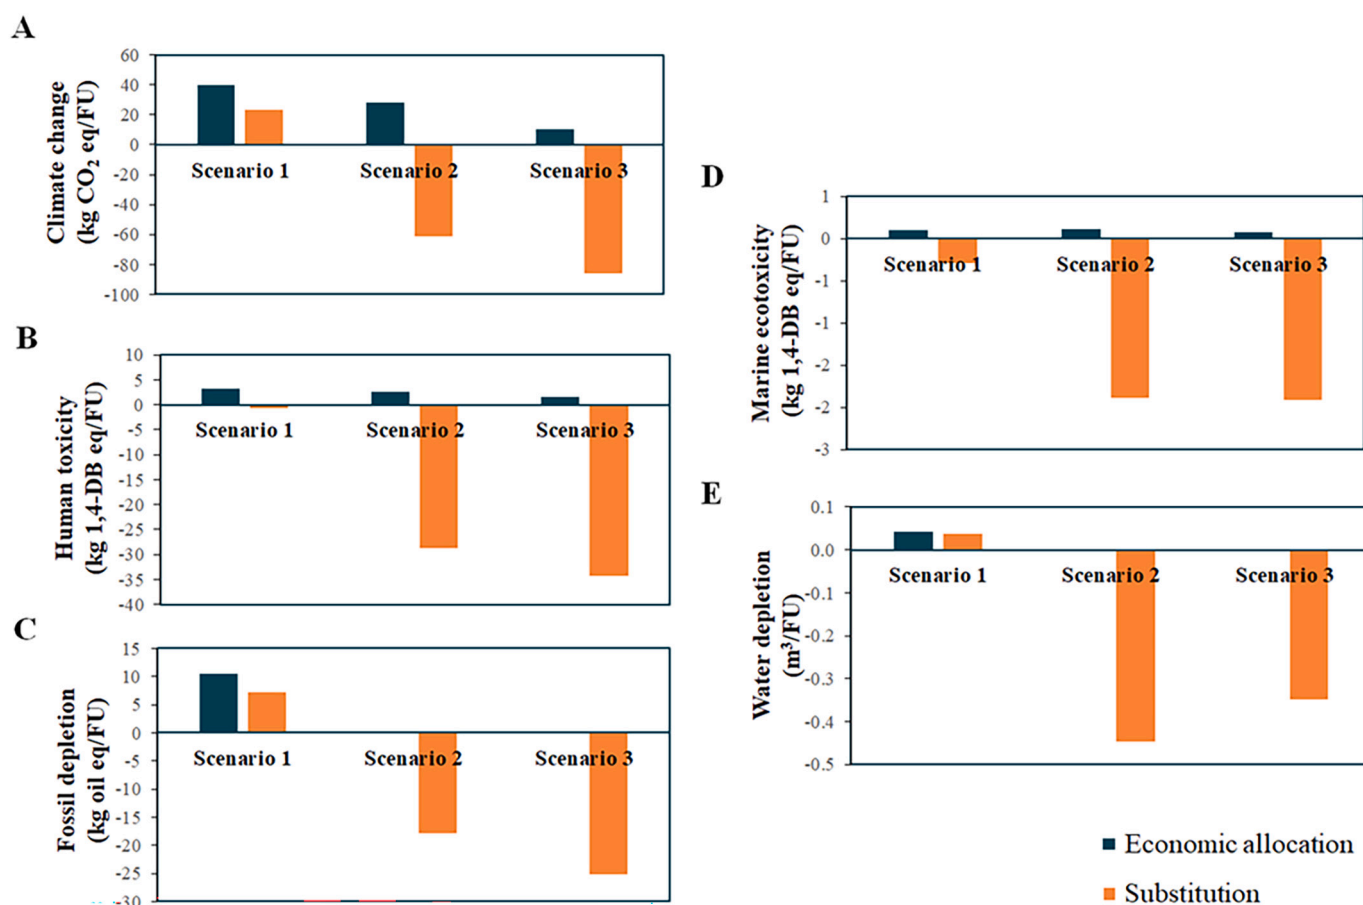 A
Climate change
(kg CO₂ eq/FU)
60
40
20
0
-20
-40
-60
-80
-100
Scenario 1
Scenario 2
Scenario 3
B
Human toxicity
(kg 1,4-DB eq/FU)
10
5
0
-5
-10
-15
-20
-25
-30
-35
-40
Scenario 1
Scenario 2
Scenario 3
C
Fossil depletion
(kg oil eq/FU)
15
10
5
0
-5
-10
-15
-20
-25
-30
Scenario 1
Scenario 2
Scenario 3
D
Marine ecotoxicity
(kg 1,4-DB eq/FU)
1
0
-1
-1
-2
-2
-3
Scenario 1
Scenario 2
Scenario 3
E
Water depletion
(m³/FU)
0.1
0.0
-0.1
-0.2
-0.3
-0.4
-0.5
Scenario 1
Scenario 2
Scenario 3
Economic allocation
Substitution